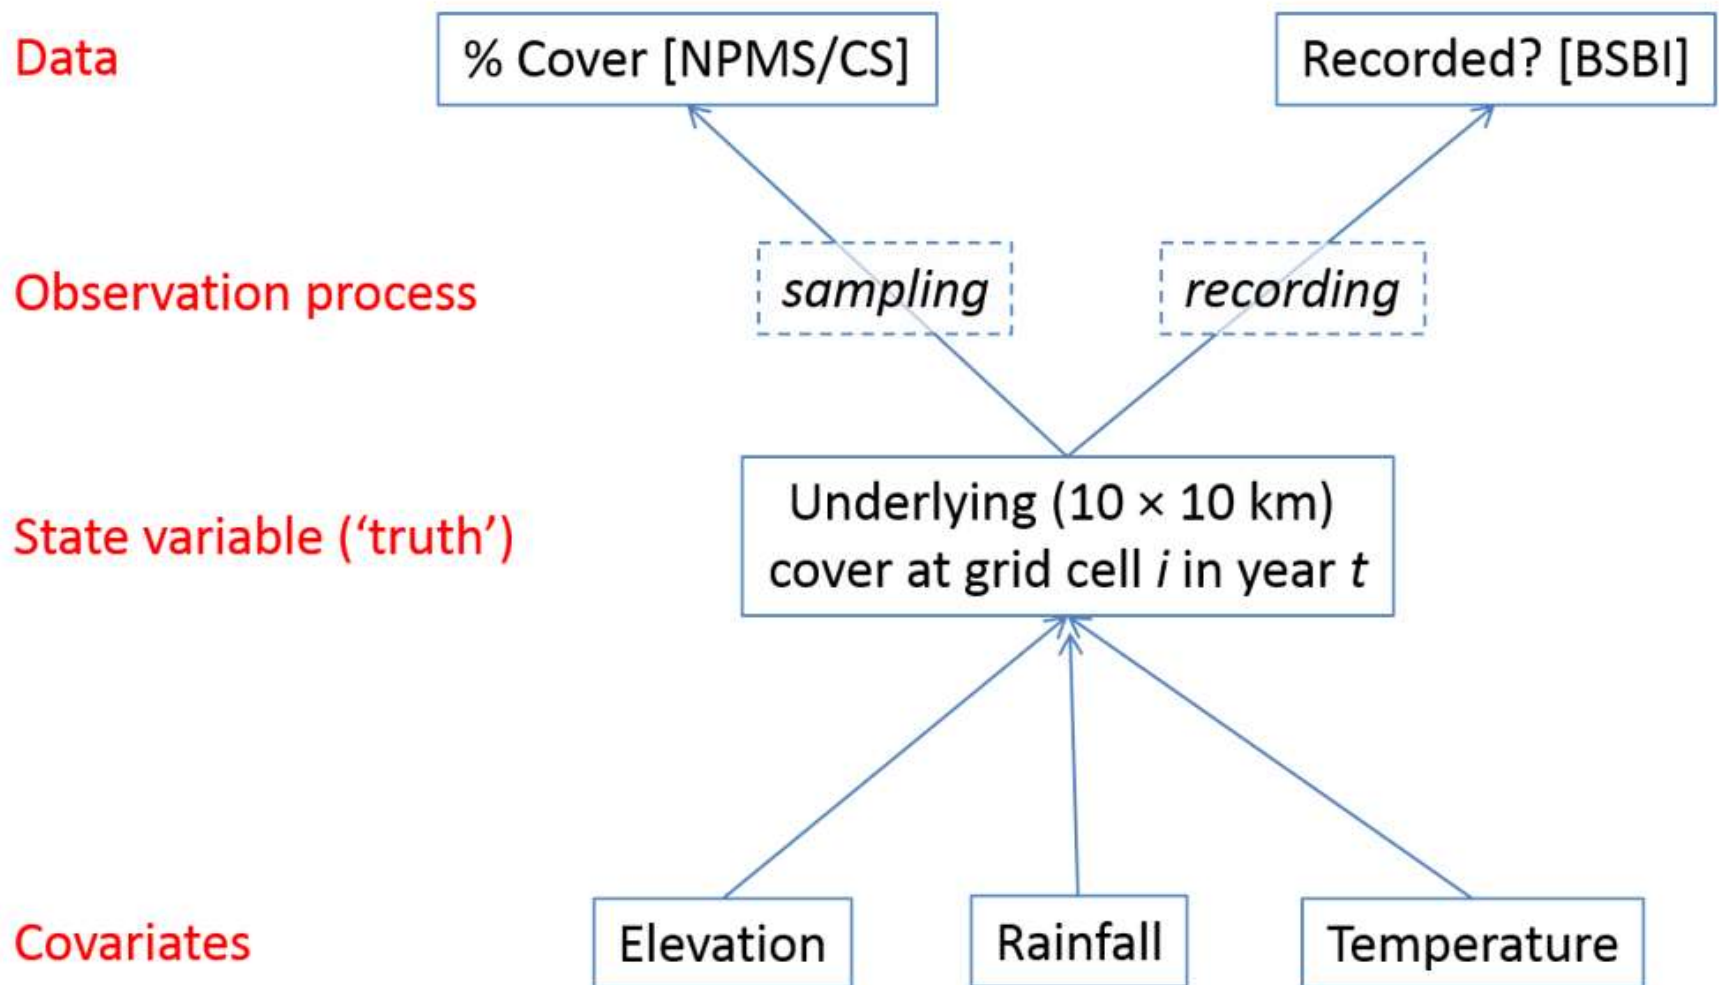 Data
% Cover [NPMS/CS]
Recorded? [BSBI]
Observation process
sampling
recording
State variable (‘truth’)
Underlying (10 × 10 km)
cover at grid cell i in year t
Covariates
Elevation
Rainfall
Temperature